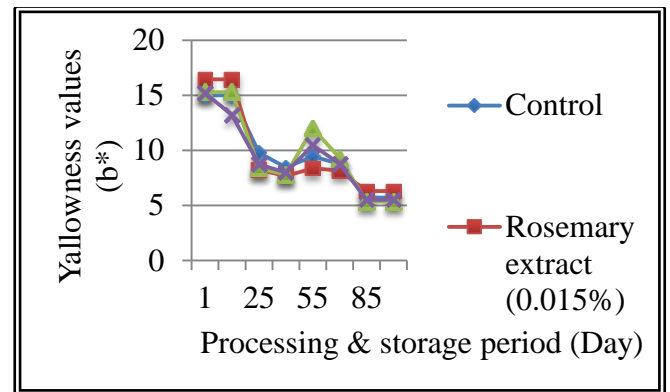 20
15
10
5
0
Yallowness values
(b*)
1 25 55 85
Processing & storage period (Day)
Control
Rosemary
extract
(0.015%)